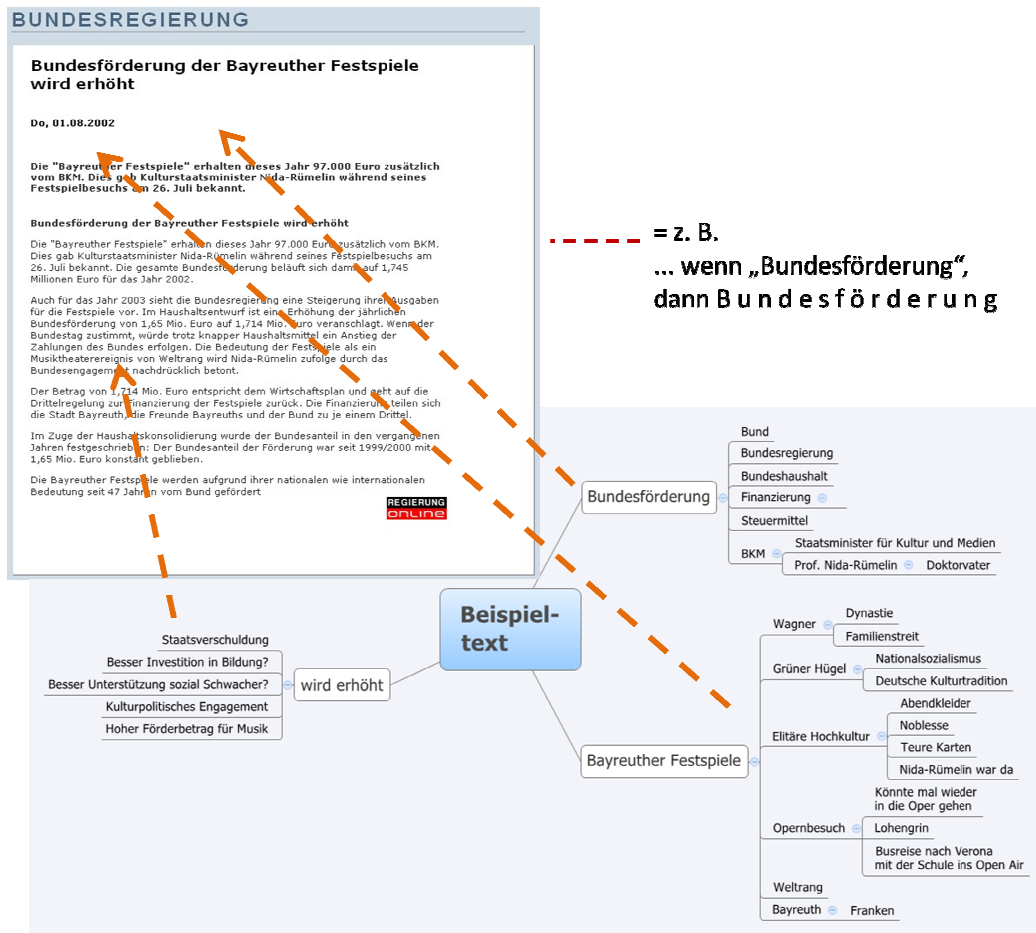 BUNDESREGIERUNG
Bundesförderung der Bayreuther Festspiele
wird erhöht
Do, 01.08.2002
Die "Bayreuther Festspiele" erhalten dieses Jahr 97.000 Euro zusätzlich
vom BKM. Dies gab Kulturstaatsminister Nida-Rümelin während seines
Festspielbesuchs am 26. Juli bekannt.
Bundesförderung der Bayreuther Festspiele wird erhöht
Die "Bayreuther Festspiele" erhalten dieses Jahr 97.000 Euro zusätzlich vom BKM.
Dies gab Kulturstaatsminister Nida-Rümelin während seines Festspielbesuchs am
26. Juli bekannt. Die gesamte Bundesförderung beläuft sich damit auf 1,745
Millionen Euro für das Jahr 2002.
Auch für das Jahr 2003 sieht die Bundesregierung eine Steigerung ihrer Ausgaben
für die Festspiele vor. Im Haushaltsentwurf ist eine Erhöhung der jährlichen
Bundesförderung von 1,65 Mio. Euro auf 1,714 Mio. Euro veranschlagt. Wenn der
Bundestag zustimmt, würde trotz knapper Haushaltsmittel ein Anstieg der
Zahlungen des Bundes erfolgen. Die Bedeutung der Festspiele als ein
Musiktheaterereignis von Weltrang wird Nida-Rümelin zufolge durch das
Bundesengagement nachdrücklich betont.
Der Betrag von 1,714 Mio. Euro entspricht dem Wirtschaftsplan und geht auf die
Drittelregelung zur Finanzierung der Festspiele zurück. Die Finanzierung teilen sich
die Stadt Bayreuth, die Freunde Bayreuths und der Bund zu je einem Drittel.
Im Zuge der Haushaltskonsolidierung wurde der Bundesanteil in den vergangenen
Jahren festgeschrieben: Der Bundesanteil der Förderung war seit 1999/2000 mit
1,65 Mio. Euro konstant geblieben.
Die Bayreuther Festspiele werden aufgrund ihrer nationalen wie internationalen
Bedeutung seit 47 Jahren vom Bund gefördert
REGIERUNG
ONLINE
= z. B.
... wenn „Bundesförderung“,
dann B u n d e s f ö r d e r u n g
Beispiel-
text
Bundesförderung
Bund
Bundesregierung
Bundeshaushalt
Finanzierung
Steuermittel
BKM
Staatsminister für Kultur und Medien
Prof. Nida-Rümelin
Doktorvater
wird erhöht
Staatsverschuldung
Besser Investition in Bildung?
Besser Unterstützung sozial Schwacher?
Kulturpolitisches Engagement
Hoher Förderbetrag für Musik
Bayreuther Festspiele
Wagner
Dynastie
Familienstreit
Grüner Hügel
Nationalsozialismus
Deutsche Kulturtradition
Elitäre Hochkultur
Abendkleider
Noblesse
Teure Karten
Nida-Rümelin war da
Opernbesuch
Könnte mal wieder
in die Oper gehen
Lohengrin
Busreise nach Verona
mit der Schule ins Open Air
Weltrang
Bayreuth
Franken